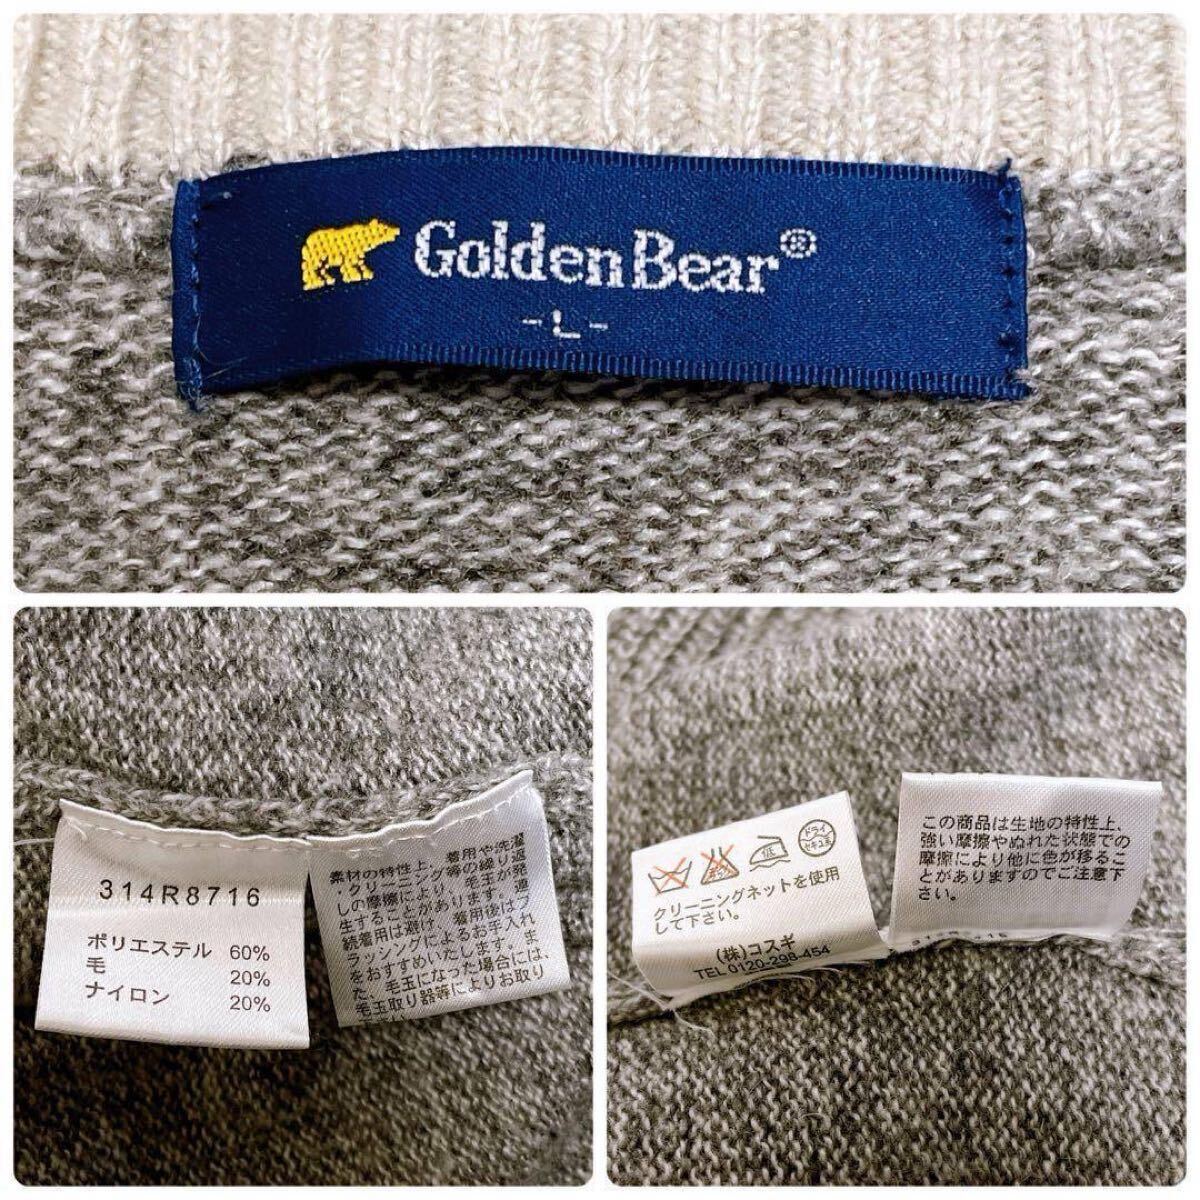 GoldenBear®
-L-
314R8716
ポリエステル 60%
毛 20%
ナイロン 20%
素材の特性上、着用や洗濯
・クリーニング等の繰り返
しの摩擦により、毛玉が発
生することがあります。連
続着用は避け、着用後はブ
ラッシングによるお手入れ
をおすすめいたします。ま
た、毛玉になった場合には、
毛玉取り器等によりお取り
低
ドライ
セキユ系
クリーニングネットを使用
して下さい。
(株)コスギ
TEL 0120-298-454
この商品は生地の特性上、
強い摩擦やぬれた状態での
摩擦により他に色が移るこ
とがありますのでご注意下
さい。